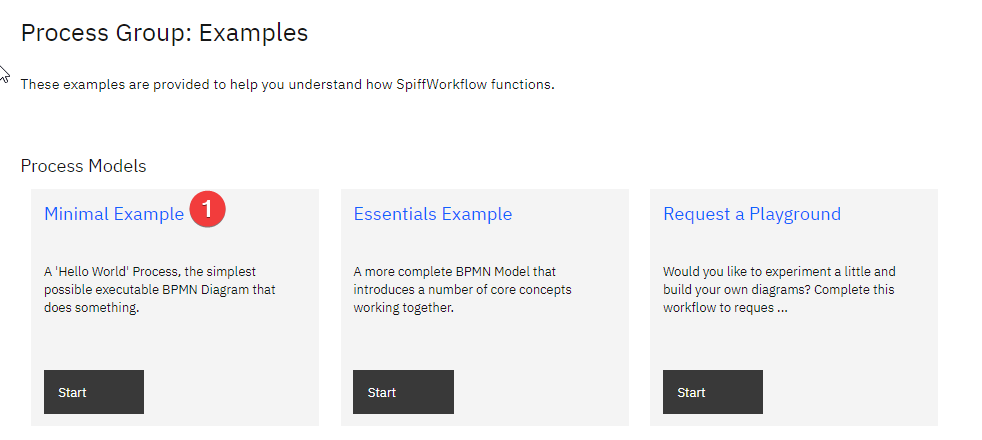 Process Group: Examples
These examples are provided to help you understand how SpiffWorkflow functions.
Process Models
Minimal Example 1
A 'Hello World' Process, the simplest
possible executable BPMN Diagram that
does something.
Start
Essentials Example
A more complete BPMN Model that
introduces a number of core concepts
working together.
Start
Request a Playground
Would you like to experiment a little and
build your own diagrams? Complete this
workflow to reques ...
Start